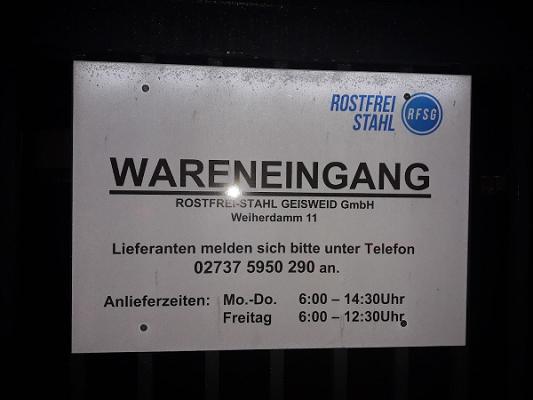 ROSTFREI
STAHL
RFSG
WARENEINGANG
ROSTFREI-STAHL GEISWEID GmbH
Weiherdamm 11
Lieferanten melden sich bitte unter Telefon
02737 5950 290 an.
Anlieferzeiten: Mo.-Do. 6:00 – 14:30Uhr
Freitag 6:00 – 12:30Uhr